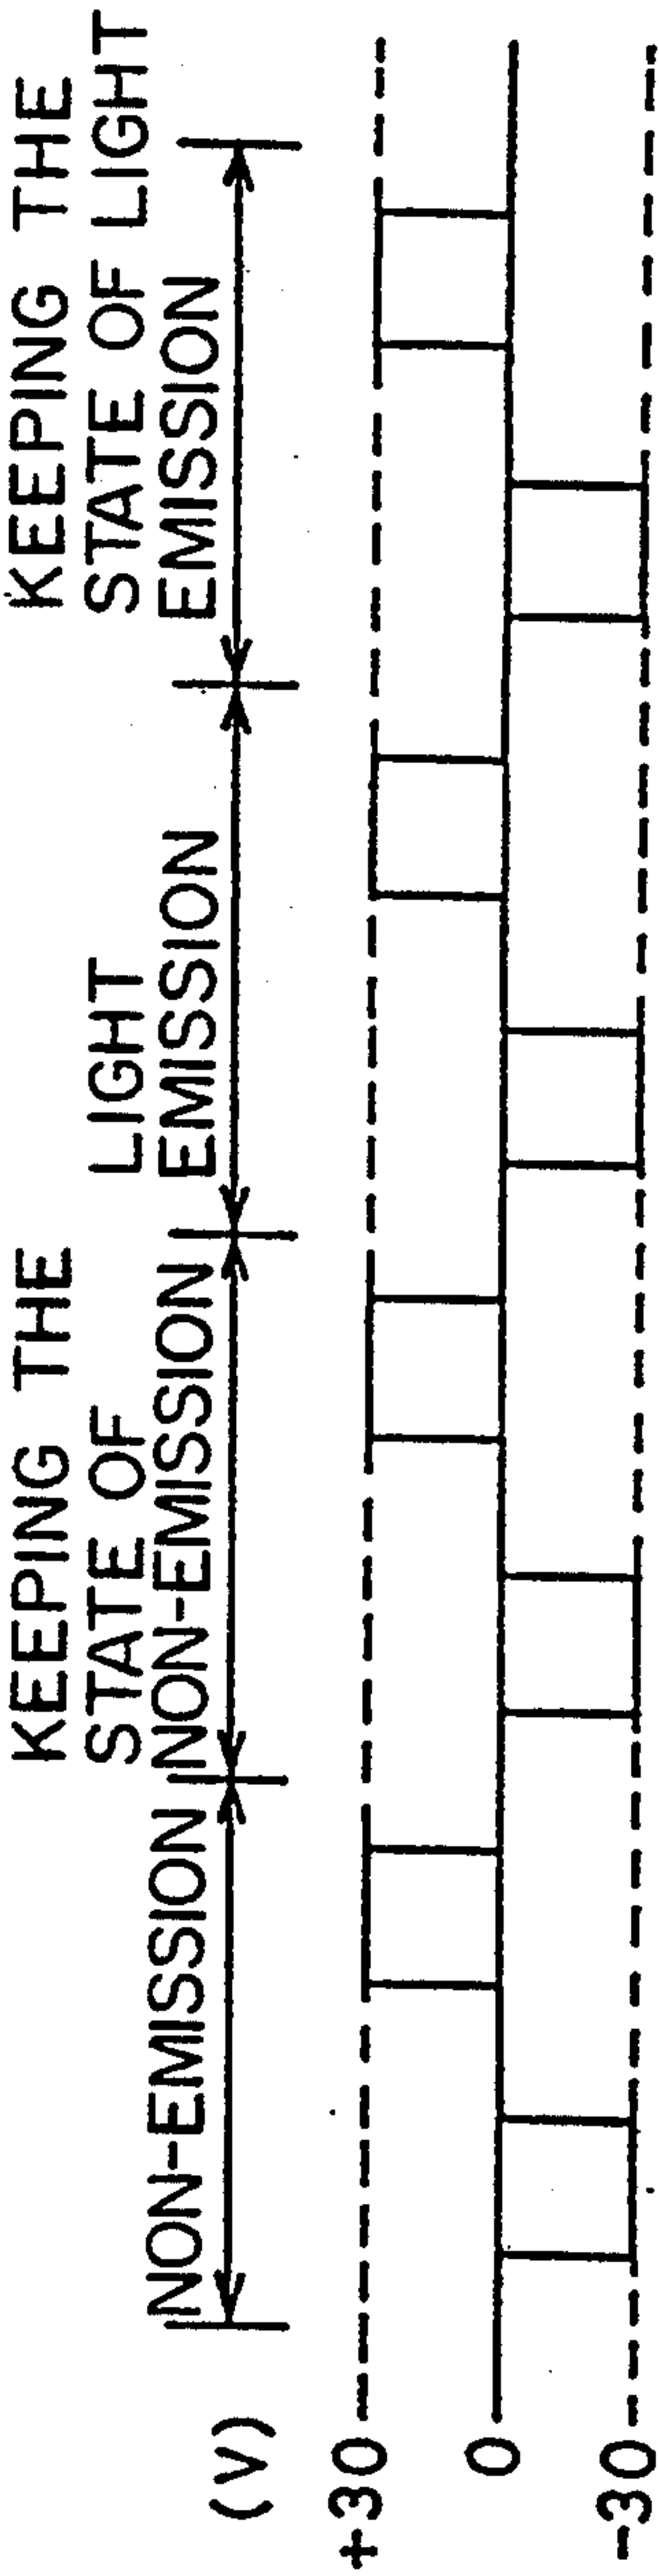 NON-EMISSION
KEEPING THE
STATE OF
NON-EMISSION
LIGHT
EMISSION
KEEPING THE
STATE OF LIGHT
EMISSION
(V)
+30
0
-30